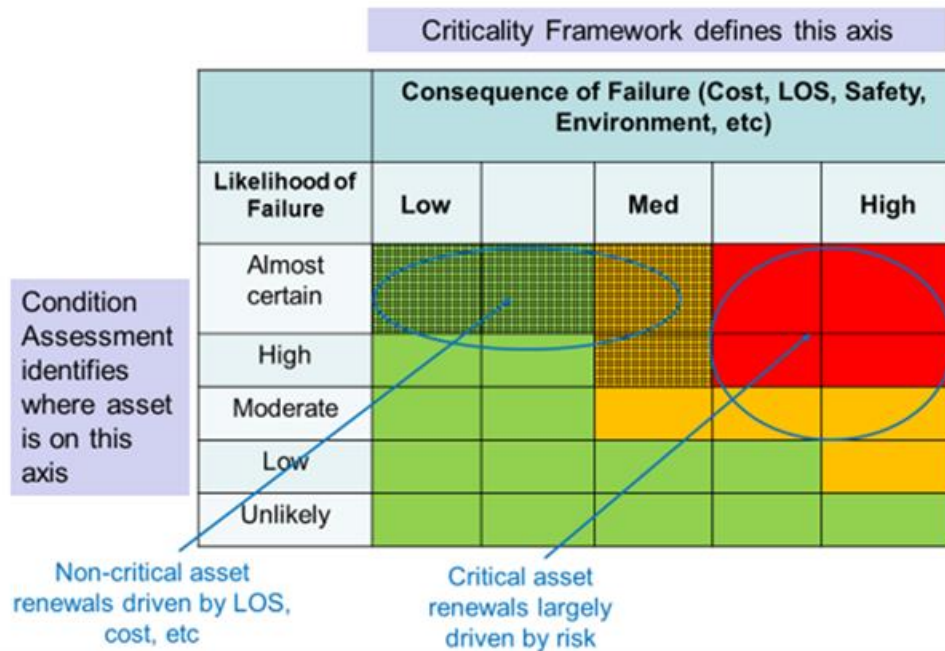 Criticality Framework defines this axis
Consequence of Failure (Cost, LOS, Safety,
Environment, etc)
Likelihood of
Failure
Low
Med
High
Almost
certain
High
Moderate
Low
Unlikely
Condition
Assessment
identifies
where asset
is on this
axis
Non-critical asset
renewals driven by LOS,
cost, etc
Critical asset
renewals largely
driven by risk